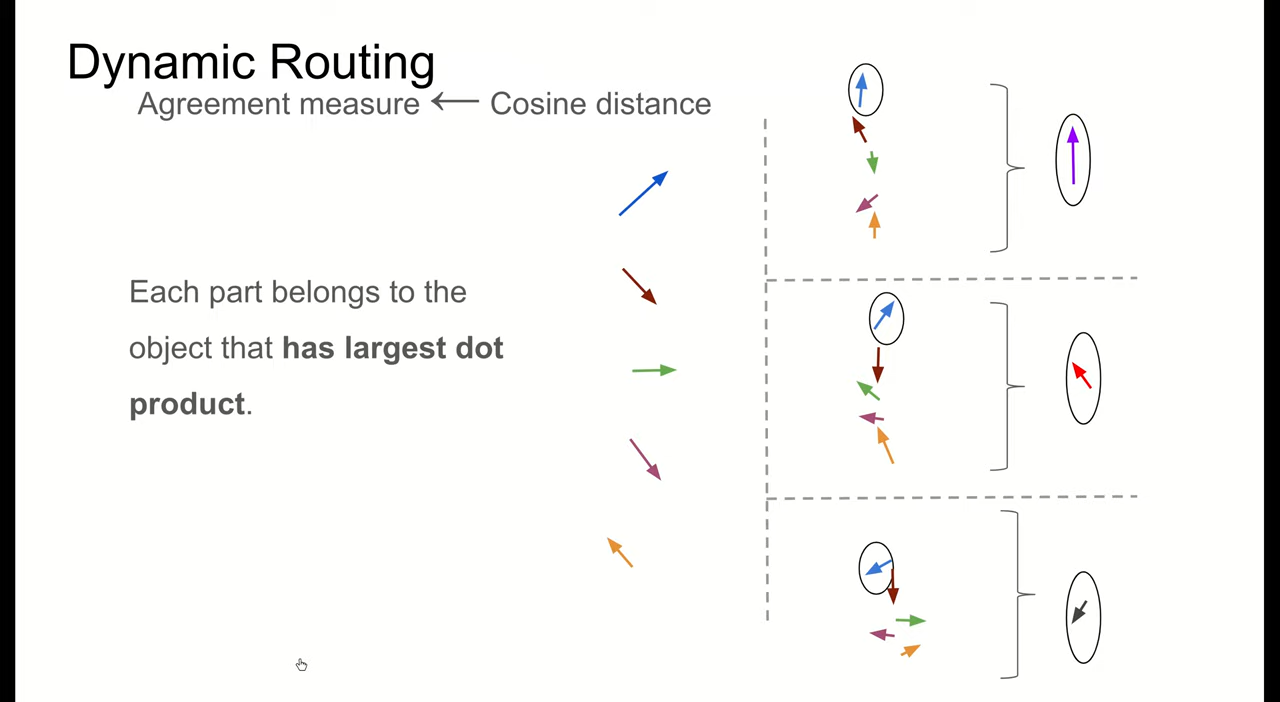 Dynamic Routing
Agreement measure ← Cosine distance
Each part belongs to the
object that has largest dot
product.